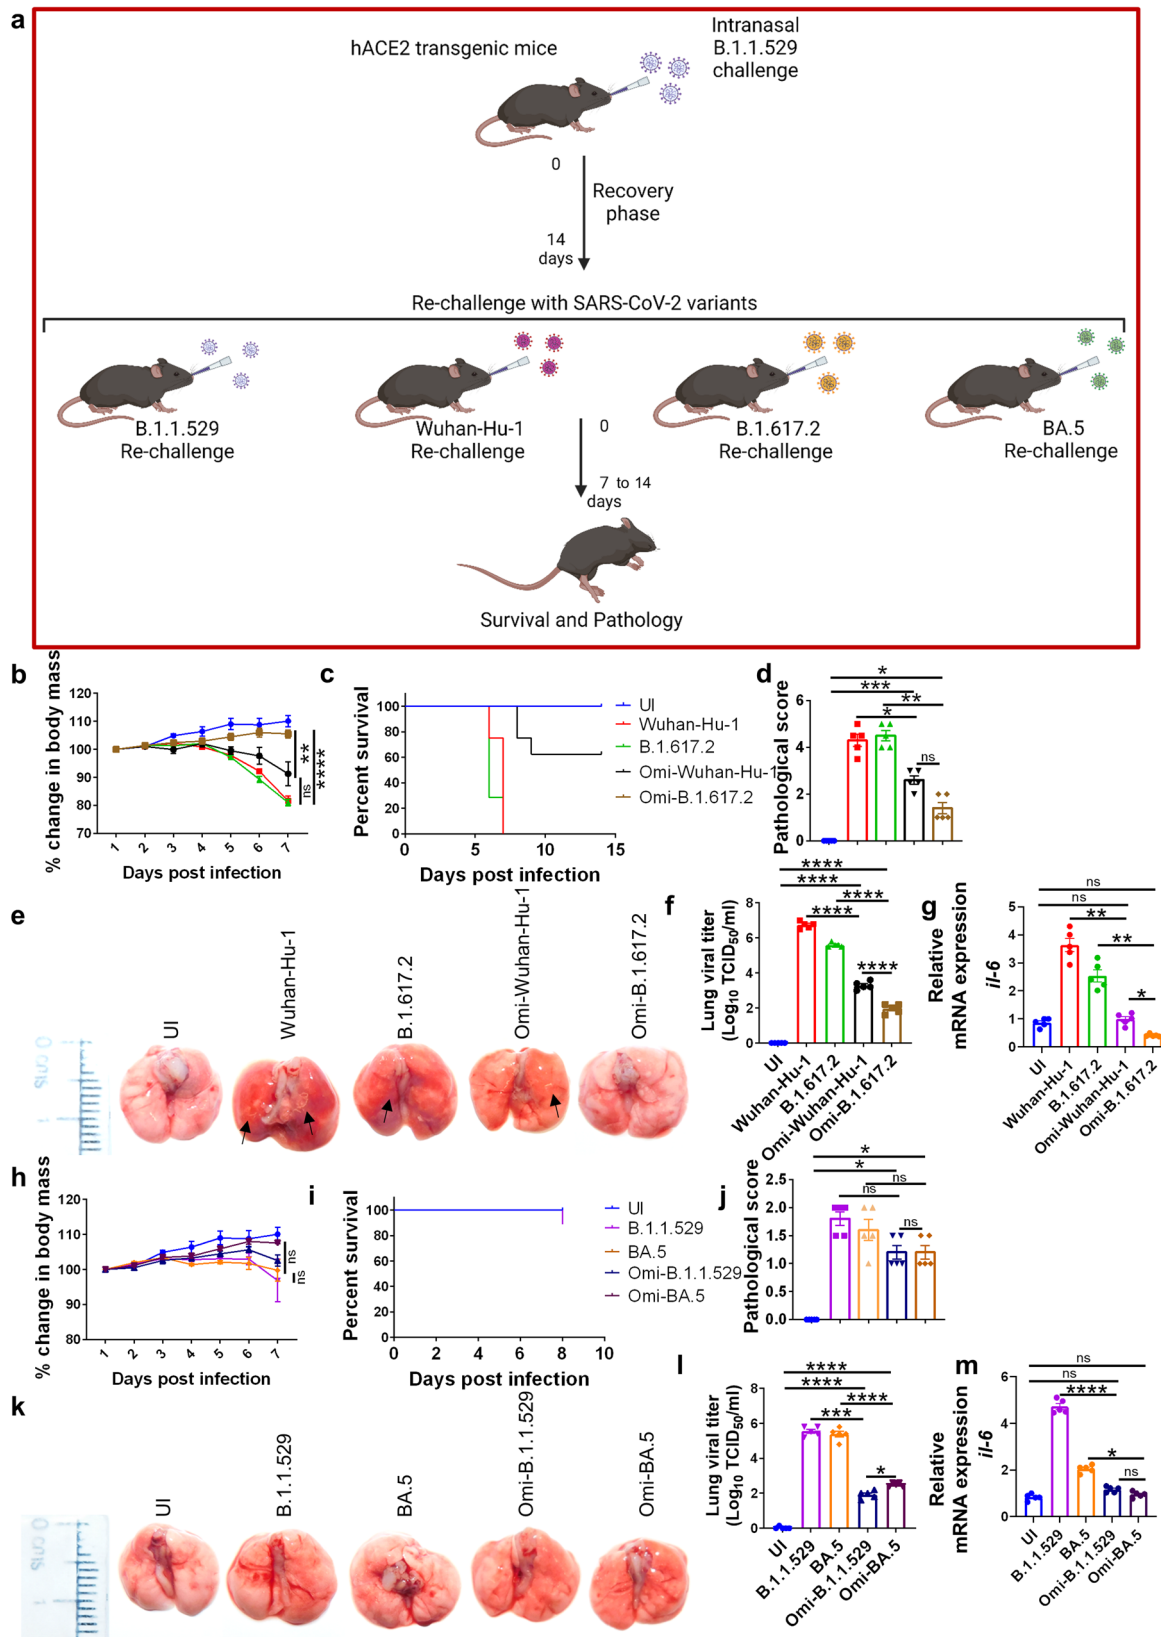 a
hACE2 transgenic mice
Intranasal
B.1.1.529
challenge
0
Recovery
phase
14
days
Re-challenge with SARS-CoV-2 variants
B.1.1.529
Re-challenge
Wuhan-Hu-1
Re-challenge
B.1.617.2
Re-challenge
BA.5
Re-challenge
0
7 to 14
days
Survival and Pathology
b
% change in body mass
120
110
100
90
80
70
1 2 3 4 5 6 7
Days post infection
**
ns
****
c
Percent survival
100
80
60
40
20
0
0 5 10 15
Days post infection
UI
Wuhan-Hu-1
B.1.617.2
Omi-Wuhan-Hu-1
Omi-B.1.617.2
d
Pathological score
6
4
2
0
*
***
**
*
ns
e
0 cms
1
UI
Wuhan-Hu-1
B.1.617.2
Omi-Wuhan-Hu-1
Omi-B.1.617.2
f
Lung viral titer
(Log10 TCID50/ml)
8
6
4
2
0
****
****
****
****
****
UI
Wuhan-Hu-1
B.1.617.2
Omi-Wuhan-Hu-1
Omi-B.1.617.2
g
Relative
mRNA expression
il-6
6
5
4
3
2
1
0
ns
ns
**
**
*
UI
Wuhan-Hu-1
B.1.617.2
Omi-Wuhan-Hu-1
Omi-B.1.617.2
h
% change in body mass
120
110
100
90
80
1 2 3 4 5 6 7
Days post infection
ns
ns
i
Percent survival
100
80
60
40
20
0
0 2 4 6 8 10
Days post infection
UI
B.1.1.529
BA.5
Omi-B.1.1.529
Omi-BA.5
j
Pathological score
2.5
2.0
1.5
1.0
0.5
0.0
*
*
ns
ns
ns
k
0 cms
1
UI
B.1.1.529
BA.5
Omi-B.1.1.529
Omi-BA.5
l
Lung viral titer
(Log10 TCID50/ml)
8
6
4
2
0
****
****
****
***
*
UI
B.1.1.529
BA.5
Omi-B.1.1.529
Omi-BA.5
m
Relative
mRNA expression
il-6
6
4
2
0
ns
ns
****
*
ns
UI
B.1.1.529
BA.5
Omi-B.1.1.529
Omi-BA.5